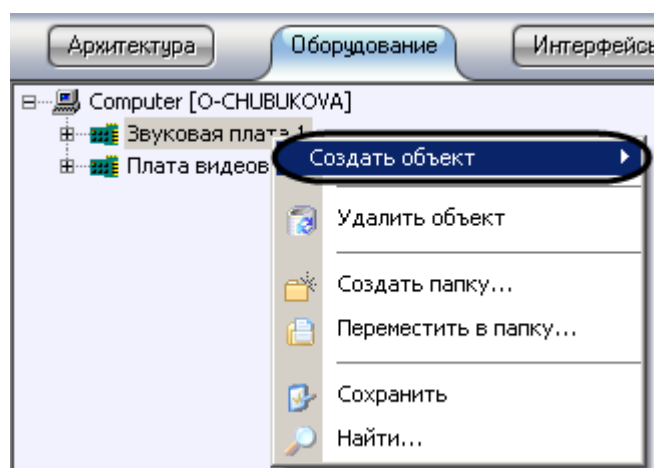 Архитектура
Оборудование
Интерфейсы
Computer [O-CHUBUKOVA]
Звуковая плата 1
Плата видеов
Создать объект
Удалить объект
Создать папку...
Переместить в папку...
Сохранить
Найти...